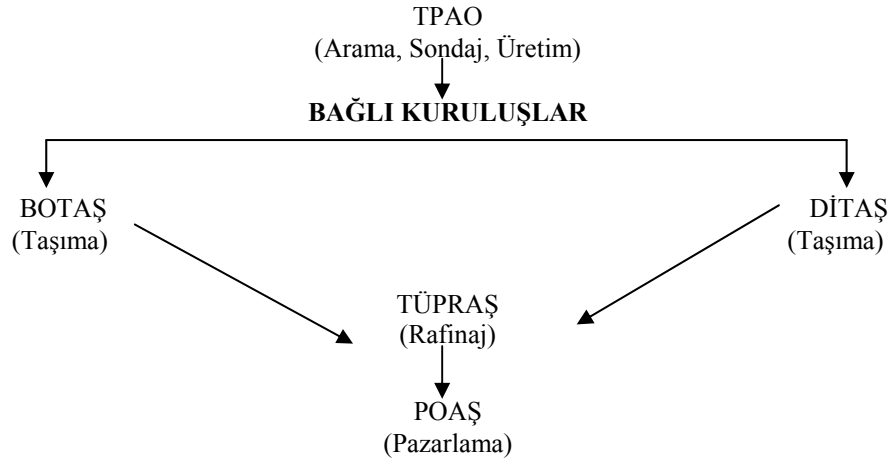 TPAO
(Arama, Sondaj, Üretim)
BAĞLI KURULUŞLAR
BOTAŞ
(Taşıma)
DİTAŞ
(Taşıma)
TÜPRAŞ
(Rafinaj)
POAŞ
(Pazarlama)